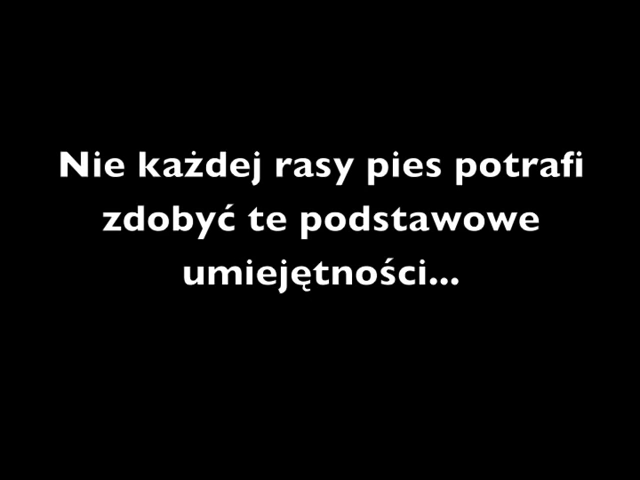 Nie każdej rasy pies potrafi
zdobyć te podstawowe
umiejętności...